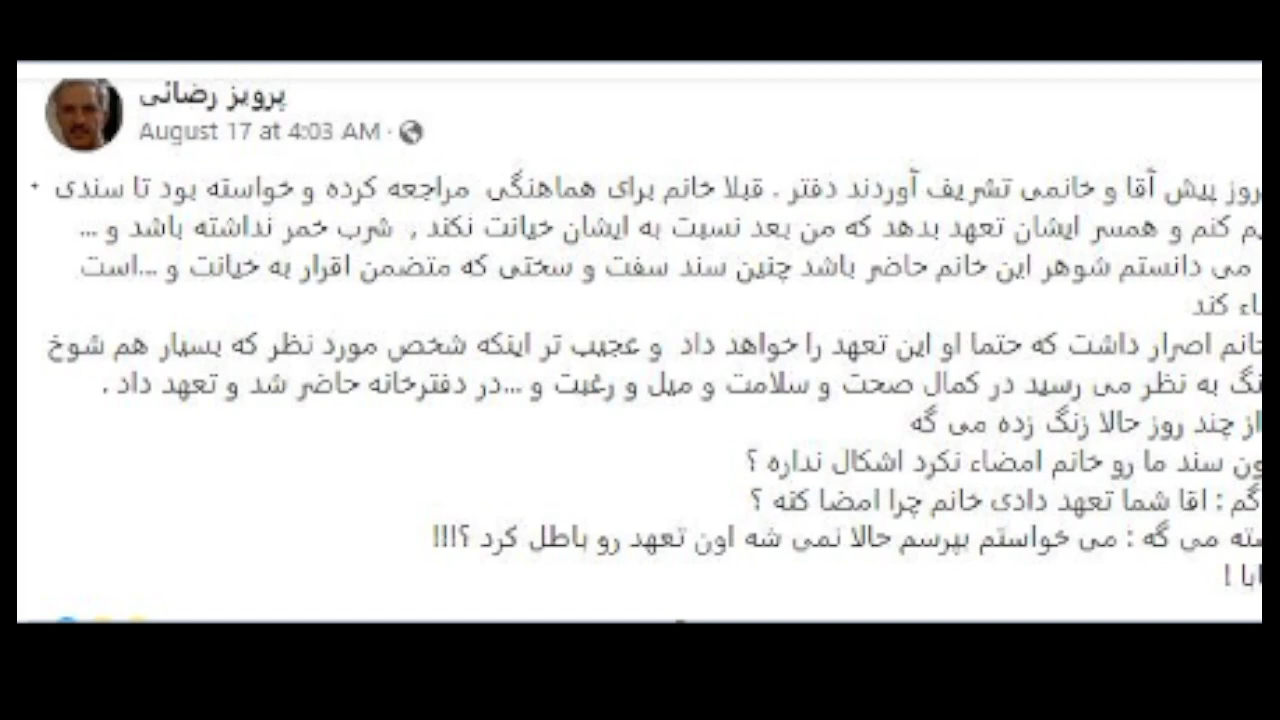 پرویز رضائی
August 17 at 4:03 AM ·
پیش آقا و خانمی تشریف آوردند دفتر . قبلا خانم برای هماهنگی مراجعه کرده و خواسته بود تا سندی
کنم و همسر ایشان تعهد بدهد که من بعد نسبت به ایشان خیانت نکند , شرب خمر نداشته باشد و ...
می دانستم شوهر این خانم حاضر باشد چنین سند سفت و سختی که متضمن اقرار به خیانت و ...است
کند
اصرار داشت که حتما او این تعهد را خواهد داد و عجیب تر اینکه شخص مورد نظر که بسیار هم شوخ
به نظر می رسید در کمال صحت و سلامت و میل و رغبت و ...در دفترخانه حاضر شد و تعهد داد .
از چند روز حالا زنگ زده می گه
سند ما رو خانم امضاء نکرد اشکال نداره ؟
: اقا شما تعهد دادی خانم چرا امضا کنه ؟
می گه : می خواستم بپرسم حالا نمی شه اون تعهد رو باطل کرد ؟!!!
!